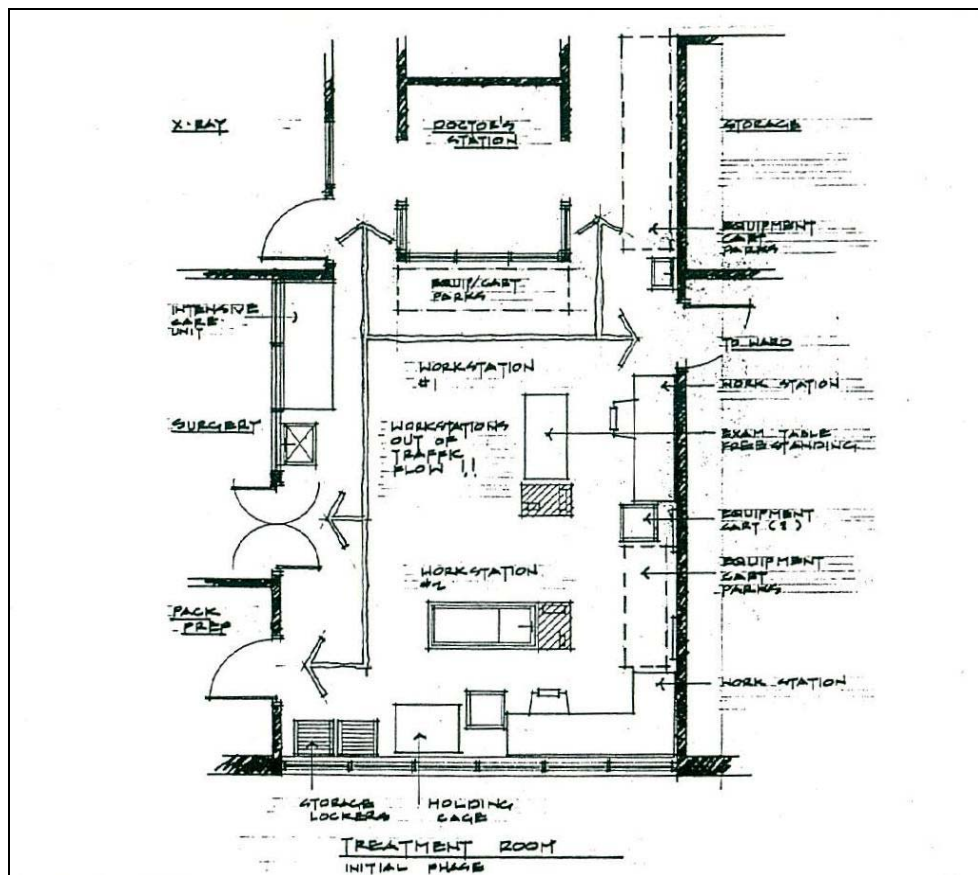 X-RAY
DOCTOR'S
STATION
STORAGE
EQUIPMENT
CART
PARKS
EQUIP/CART
PARKS
INTENSIVE
CARE
UNIT
TO WARD
WORKSTATION
#1
WORK STATION
SURGERY
WORKSTATIONS
OUT OF
TRAFFIC
FLOW !!
EXAM TABLE
FREESTANDING
EQUIPMENT
CART (S)
WORKSTATION
#2
EQUIPMENT
CART
PARKS
PACK
PREP
WORK STATION
STORAGE
LOCKERS
HOLDING
CAGE
TREATMENT ROOM
INITIAL PHASE